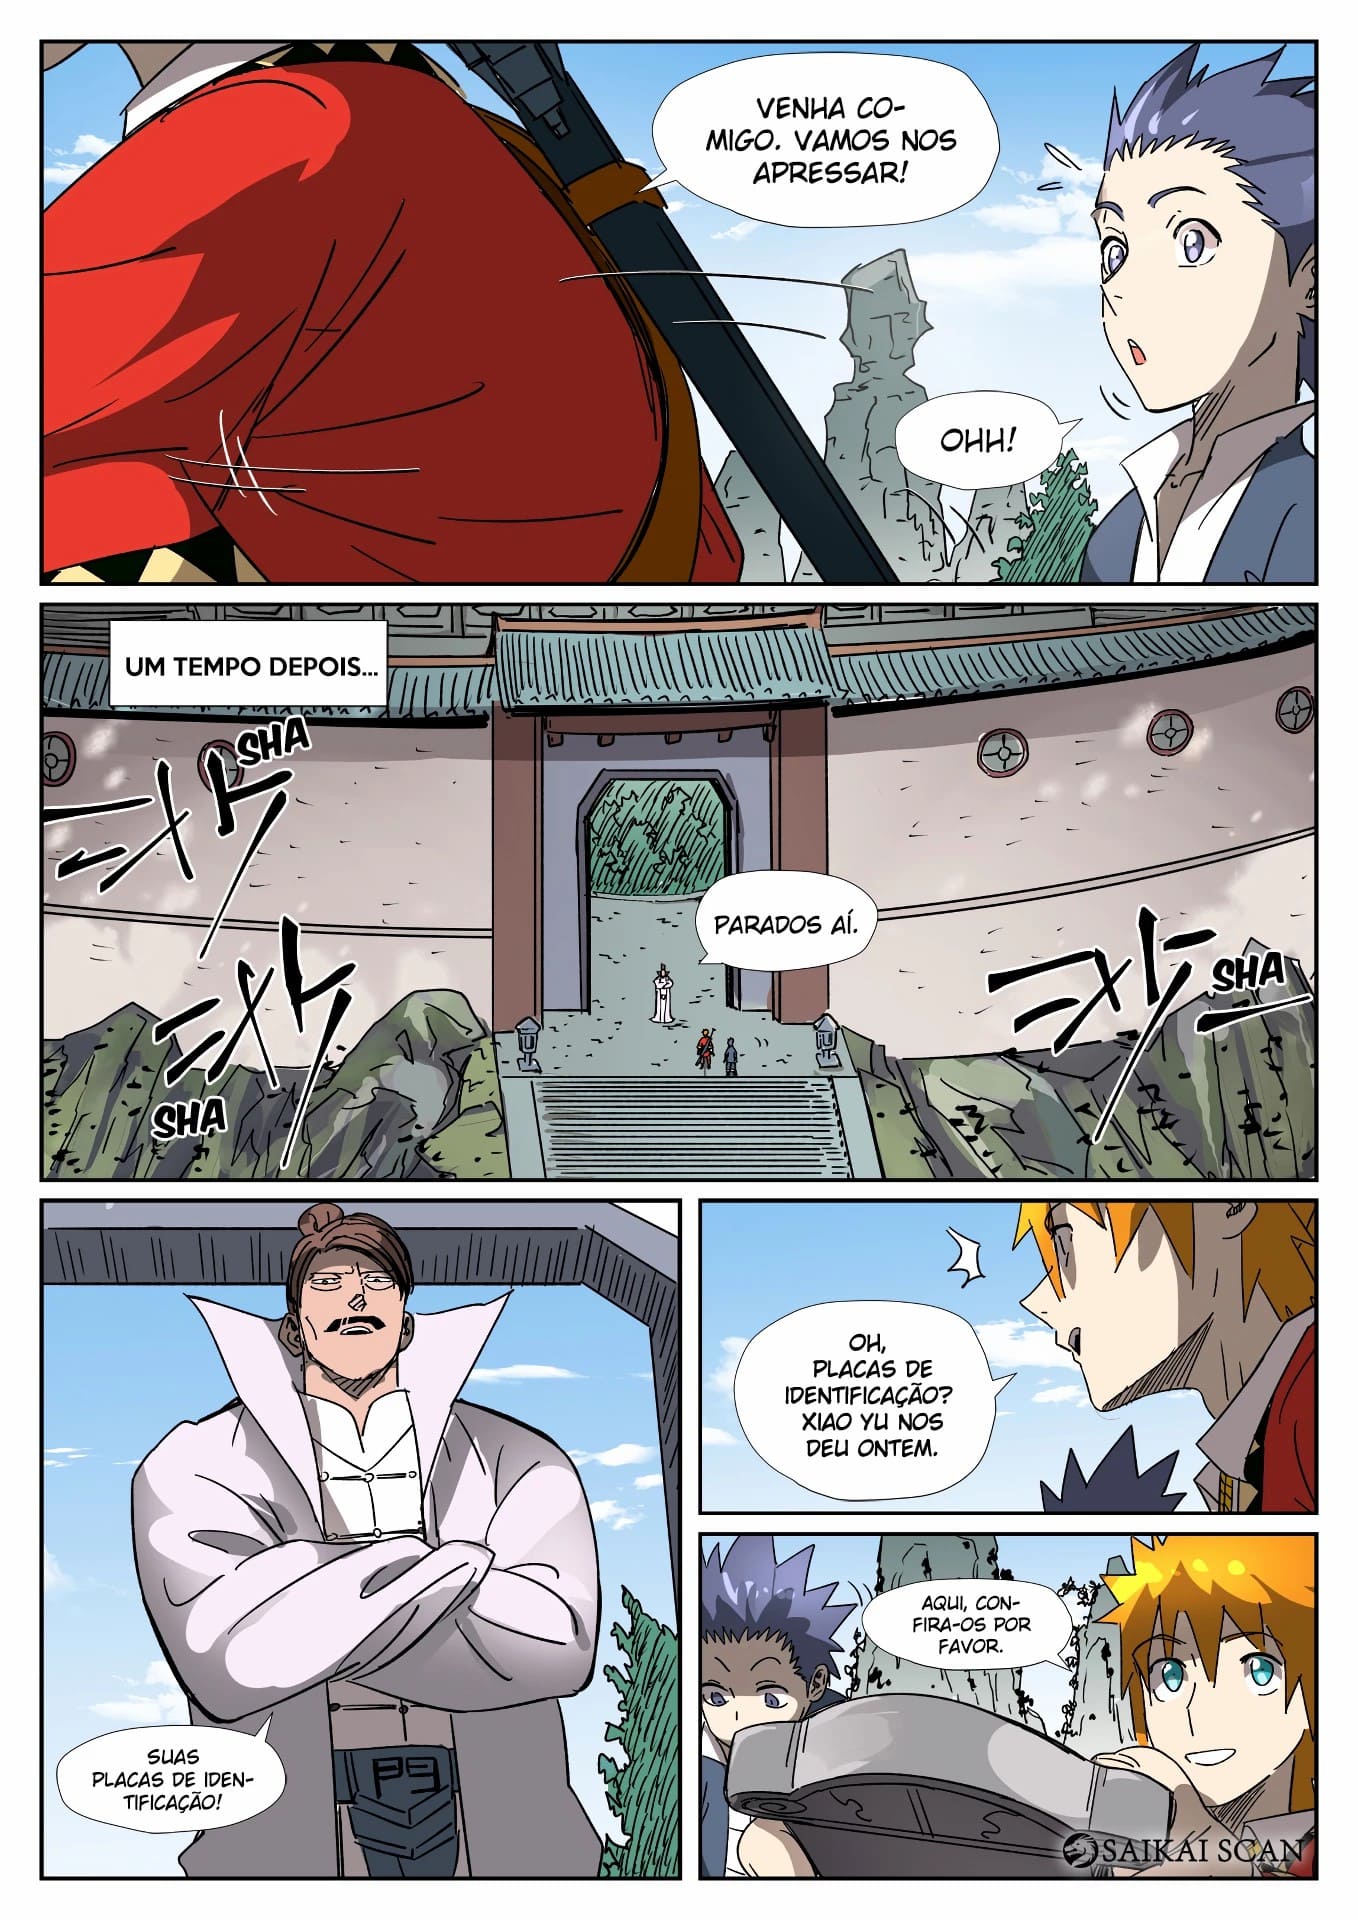 VENHA CO-
MIGO. VAMOS NOS
APRESSAR!
OHH!
UM TEMPO DEPOIS...
SHA
PARADOS AÍ.
SHA
SHA
SUAS
PLACAS DE IDEN-
TIFICAÇÃO!
OH,
PLACAS DE
IDENTIFICAÇÃO?
XIAO YU NOS
DEU ONTEM.
AQUI, CON-
FIRA-OS POR
FAVOR.
SAIKAI SCAN